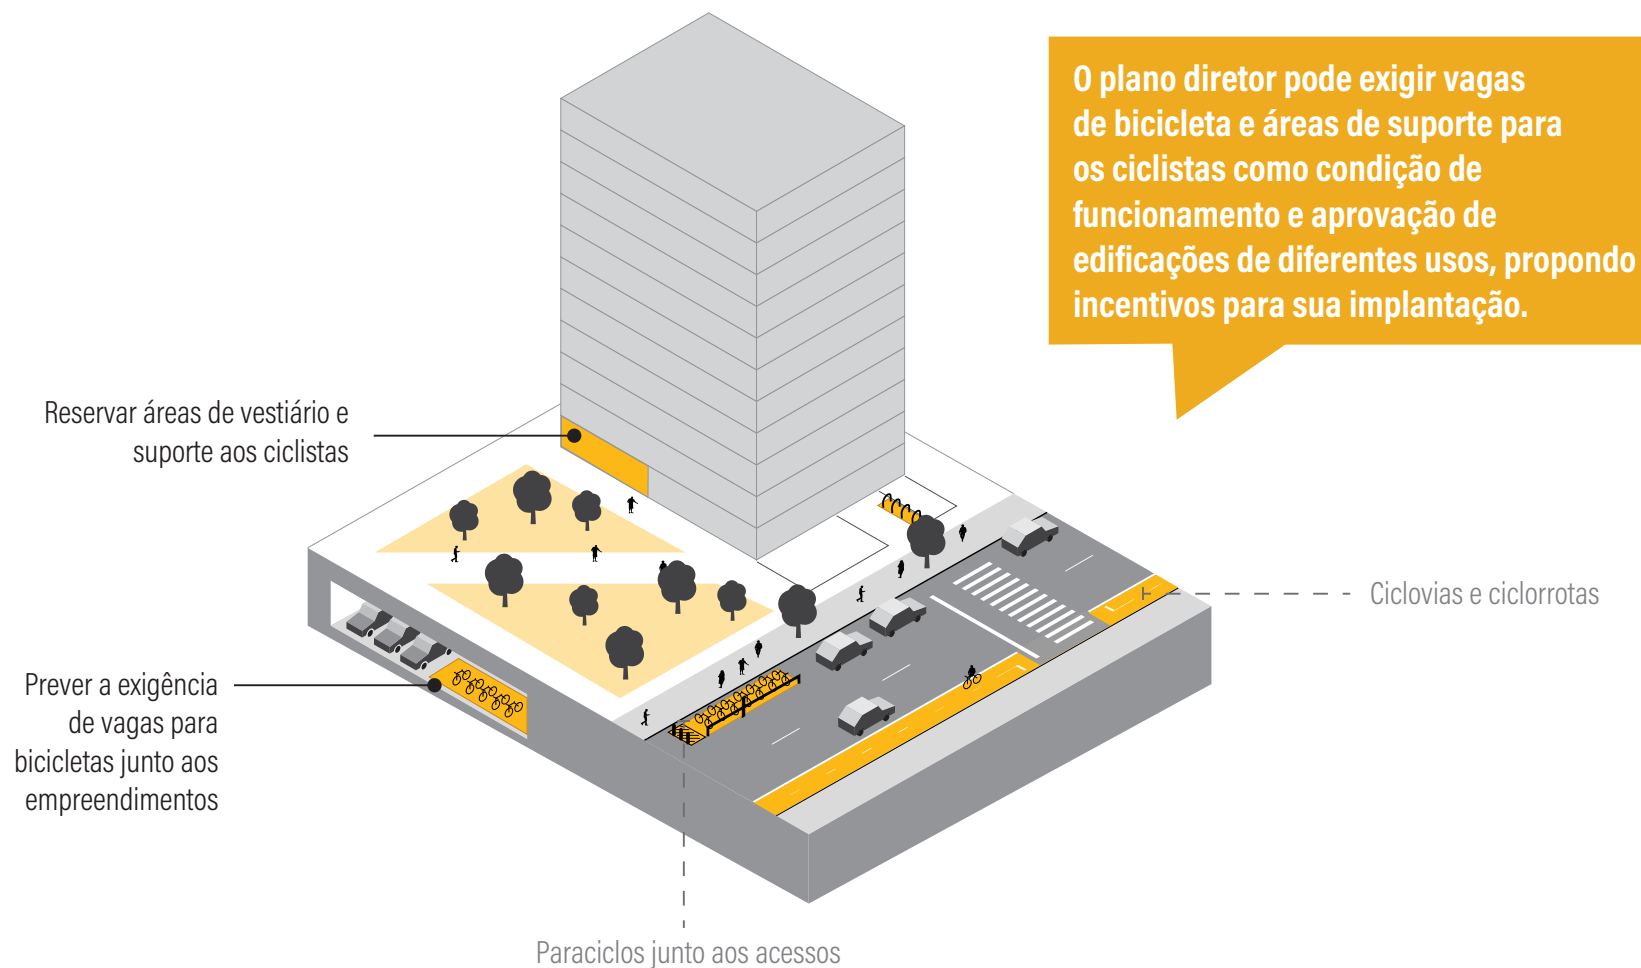 O plano diretor pode exigir vagas
de bicicleta e áreas de suporte para
os ciclistas como condição de
funcionamento e aprovação de
edificações de diferentes usos, propondo
incentivos para sua implantação.
Reservar áreas de vestiário e
suporte aos ciclistas
Ciclovias e ciclorrotas
Prever a exigência
de vagas para
bicicletas junto aos
empreendimentos
Paraciclos junto aos acessos